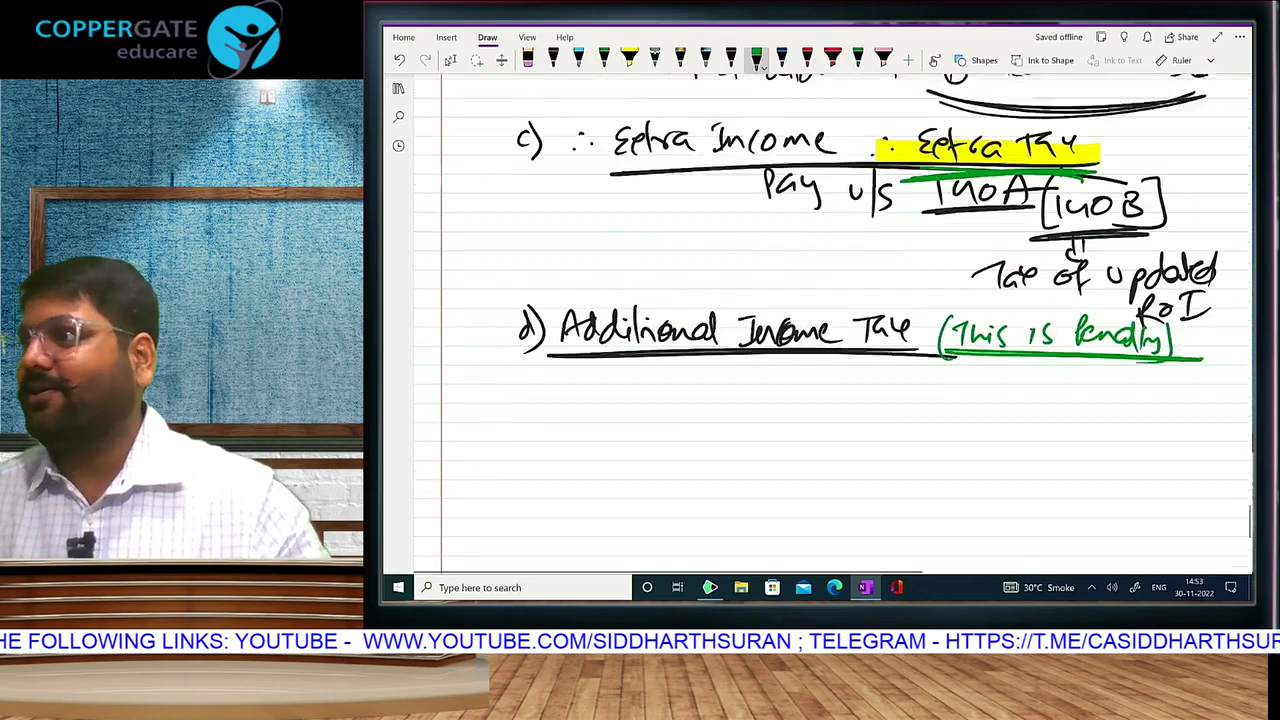 COPPERGATE
educare
Home Insert Draw View Help
Saved offline
Share
Shapes
Ink to Shape
Ink to Text
Ruler
c) ∴ Extra Income ∴ Extra Tax
Pay u/s 140A [140B]
Tax of updated
RoI
d) Additional Income Tax (This is Penalty)
Type here to search
30°C Smoke
ENG
14:53
30-11-2022
HE FOLLOWING LINKS: YOUTUBE - WWW.YOUTUBE.COM/SIDDHARTHSURAN ; TELEGRAM - HTTPS://T.ME/CASIDDHARTHSUR